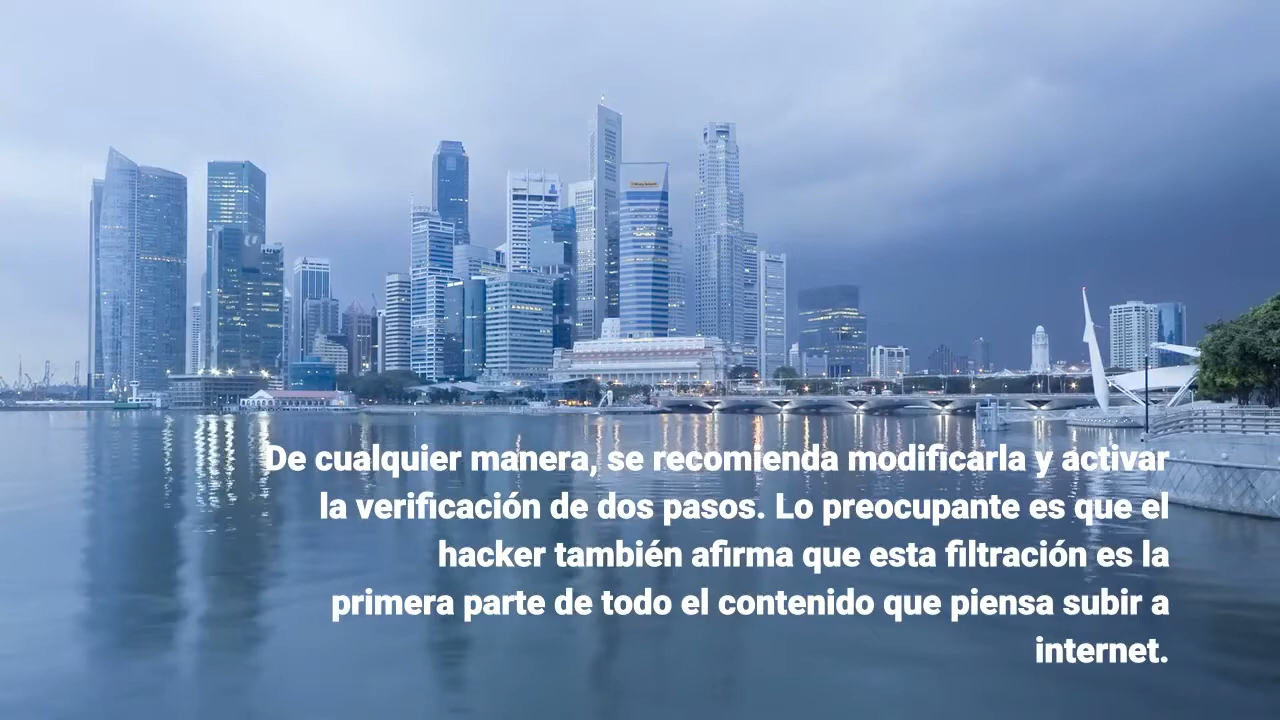 De cualquier manera, se recomienda modificarla y activar
la verificación de dos pasos. Lo preocupante es que el
hacker también afirma que esta filtración es la
primera parte de todo el contenido que piensa subir a
internet.